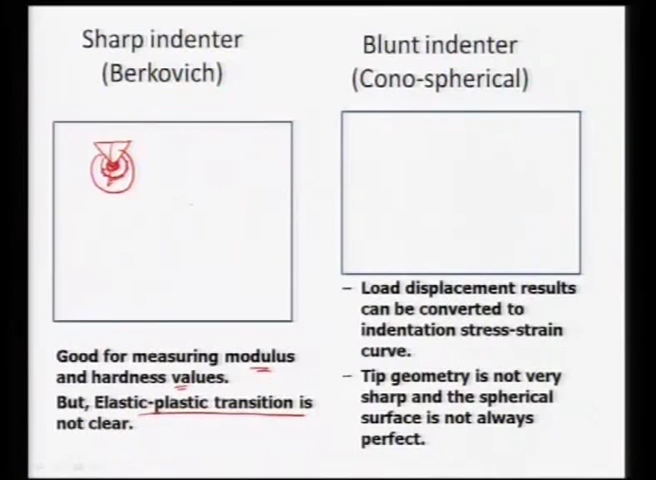 Sharp indenter
(Berkovich)
Good for measuring modulus
and hardness values.
But, Elastic-plastic transition is
not clear.
Blunt indenter
(Cono-spherical)
– Load displacement results
can be converted to
indentation stress-strain
curve.
– Tip geometry is not very
sharp and the spherical
surface is not always
perfect.